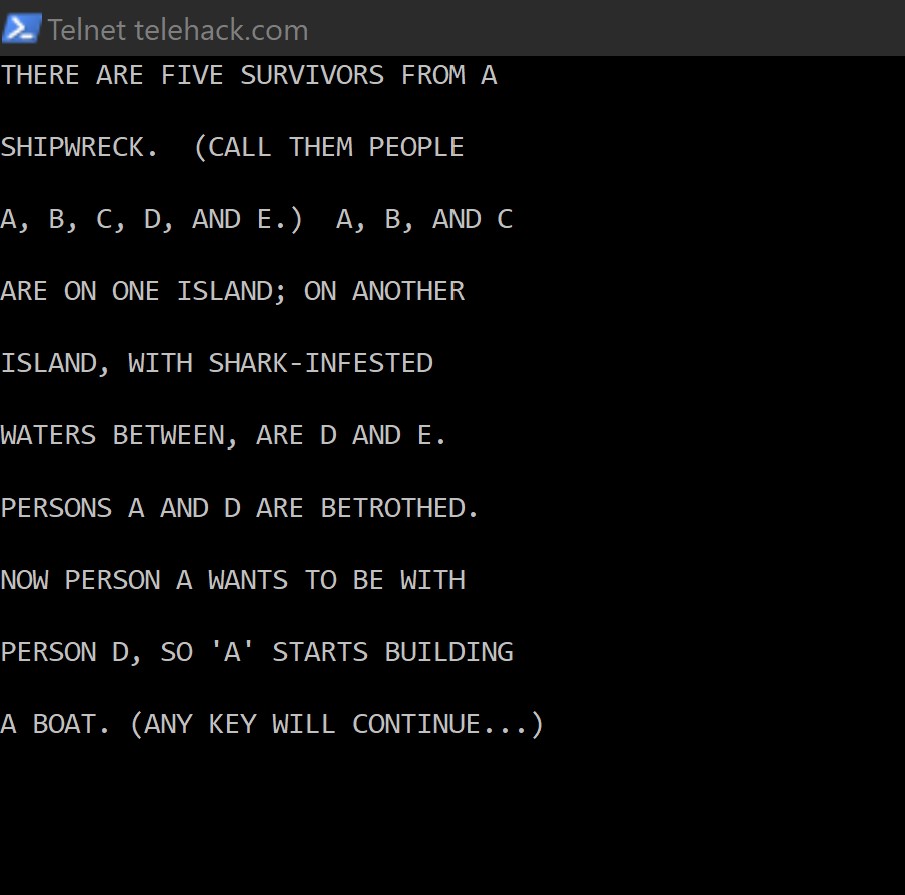 Telnet telehack.com
THERE ARE FIVE SURVIVORS FROM A
SHIPWRECK.  (CALL THEM PEOPLE
A, B, C, D, AND E.)  A, B, AND C
ARE ON ONE ISLAND; ON ANOTHER
ISLAND, WITH SHARK-INFESTED
WATERS BETWEEN, ARE D AND E.
PERSONS A AND D ARE BETROTHED.
NOW PERSON A WANTS TO BE WITH
PERSON D, SO 'A' STARTS BUILDING
A BOAT. (ANY KEY WILL CONTINUE...)